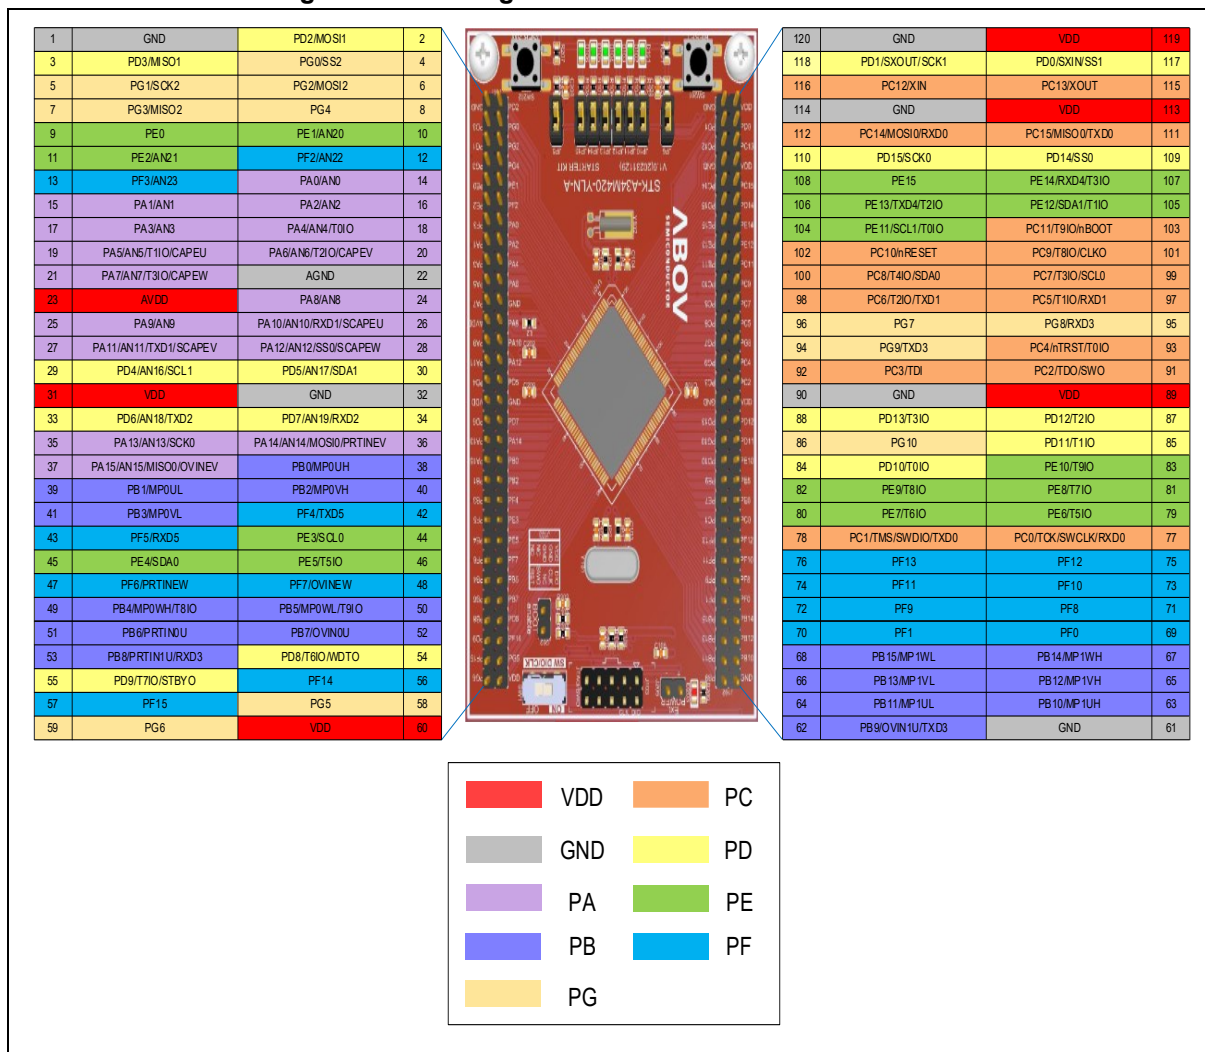 1 GND PD2/MOSI1 2
3 PD3/MISO1 PG0/SS2 4
5 PG1/SCK2 PG2/MOSI2 6
7 PG3/MISO2 PG4 8
9 PE0 PE1/AN20 10
11 PE2/AN21 PF2/AN22 12
13 PF3/AN23 PA0/AN0 14
15 PA1/AN1 PA2/AN2 16
17 PA3/AN3 PA4/AN4/T0IO 18
19 PA5/AN5/T1IO/CAPEU PA6/AN6/T2IO/CAPEV 20
21 PA7/AN7/T3IO/CAPEW AGND 22
23 AVDD PA8/AN8 24
25 PA9/AN9 PA10/AN10/RXD1/SCAPEU 26
27 PA11/AN11/TXD1/SCAPEV PA12/AN12/SS0/SCAPEW 28
29 PD4/AN16/SCL1 PD5/AN17/SDA1 30
31 VDD GND 32
33 PD6/AN18/TXD2 PD7/AN19/RXD2 34
35 PA13/AN13/SCK0 PA14/AN14/MOSI0/PRTINEV 36
37 PA15/AN15/MISO0/OVINEV PB0/MP0UH 38
39 PB1/MP0UL PB2/MP0VH 40
41 PB3/MP0VL PF4/TXD5 42
43 PF5/RXD5 PE3/SCL0 44
45 PE4/SDA0 PE5/T5IO 46
47 PF6/PRTINEW PF7/OVINEW 48
49 PB4/MP0WH/T8IO PB5/MP0WL/T9IO 50
51 PB6/PRTIN0U PB7/OVIN0U 52
53 PB8/PRTIN1U/RXD3 PD8/T6IO/WDTO 54
55 PD9/T7IO/STBYO PF14 56
57 PF15 PG5 58
59 PG6 VDD 60
STARTER KIT V1.0(20231129)
STK-A34M420-YLN-A
ABOV
SEMICONDUCTOR
SW DIO/CLK
120 GND VDD 119
118 PD1/SXOUT/SCK1 PD0/SXIN/SS1 117
116 PC12/XIN PC13/XOUT 115
114 GND VDD 113
112 PC14/MOSI0/RXD0 PC15/MISO0/TXD0 111
110 PD15/SCK0 PD14/SS0 109
108 PE15 PE14/RXD4/T3IO 107
106 PE13/TXD4/T2IO PE12/SDA1/T1IO 105
104 PE11/SCL1/T0IO PC11/T9IO/nBOOT 103
102 PC10/nRESET PC9/T8IO/CLKO 101
100 PC8/T4IO/SDA0 PC7/T3IO/SCL0 99
98 PC6/T2IO/TXD1 PC5/T1IO/RXD1 97
96 PG7 PG8/RXD3 95
94 PG9/TXD3 PC4/nTRST/T0IO 93
92 PC3/TDI PC2/TDO/SWO 91
90 GND VDD 89
88 PD13/T3IO PD12/T2IO 87
86 PG10 PD11/T1IO 85
84 PD10/T0IO PE10/T9IO 83
82 PE9/T8IO PE8/T7IO 81
80 PE7/T6IO PE6/T5IO 79
78 PC1/TMS/SWDIO/TXD0 PC0/TCK/SWCLK/RXD0 77
76 PF13 PF12 75
74 PF11 PF10 73
72 PF9 PF8 71
70 PF1 PF0 69
68 PB15/MP1WL PB14/MP1WH 67
66 PB13/MP1VL PB12/MP1VH 65
64 PB11/MP1UL PB10/MP1UH 63
62 PB9/OVIN1U/TXD3 GND 61
VDD PC
GND PD
PA PE
PB PF
PG